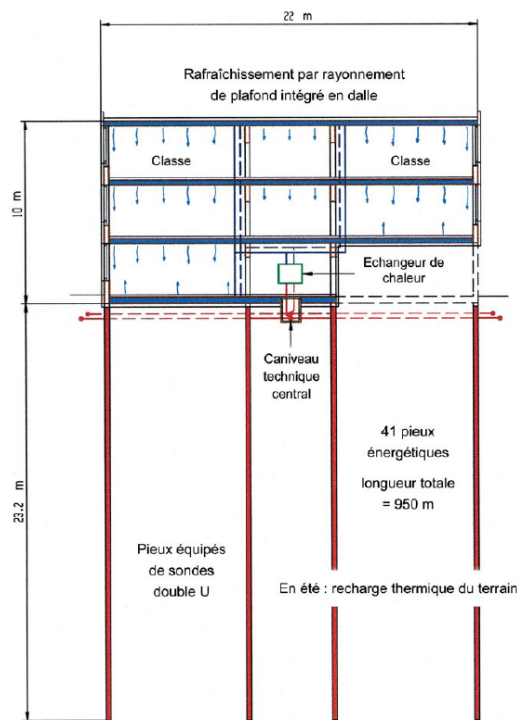 22 m
Rafraîchissement par rayonnement
de plafond intégré en dalle
Classe
Classe
10 m
Echangeur de
chaleur
Caniveau
technique
central
41 pieux
énergétiques
longueur totale
= 950 m
23.2 m
Pieux équipés
de sondes
double U
En été : recharge thermique du terrain